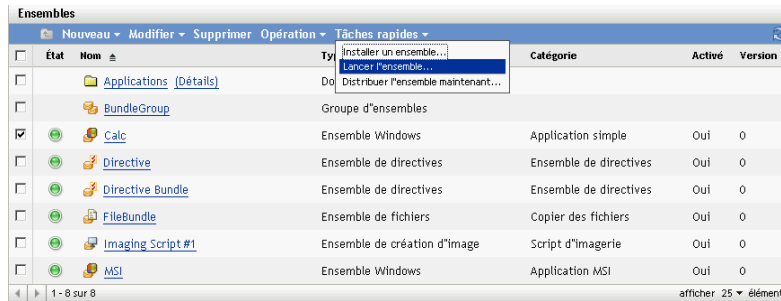 Ensembles
Nouveau Modifier Supprimer Opération Tâches rapides
Installer un ensemble...
Lancer l"ensemble...
Distribuer l"ensemble maintenant...
État Nom Catégorie Activé Version
Applications (Détails)
BundleGroup Groupe d"ensembles
Calc Ensemble Windows Application simple Oui 0
Directive Ensemble de directives Ensemble de directives Oui 0
Directive Bundle Ensemble de directives Ensemble de directives Oui 0
FileBundle Ensemble de fichiers Copier des fichiers Oui 0
Imaging Script #1 Ensemble de création d"image Script d"imagerie Oui 0
MSI Ensemble Windows Application MSI Oui 0
1 - 8 sur 8 afficher 25